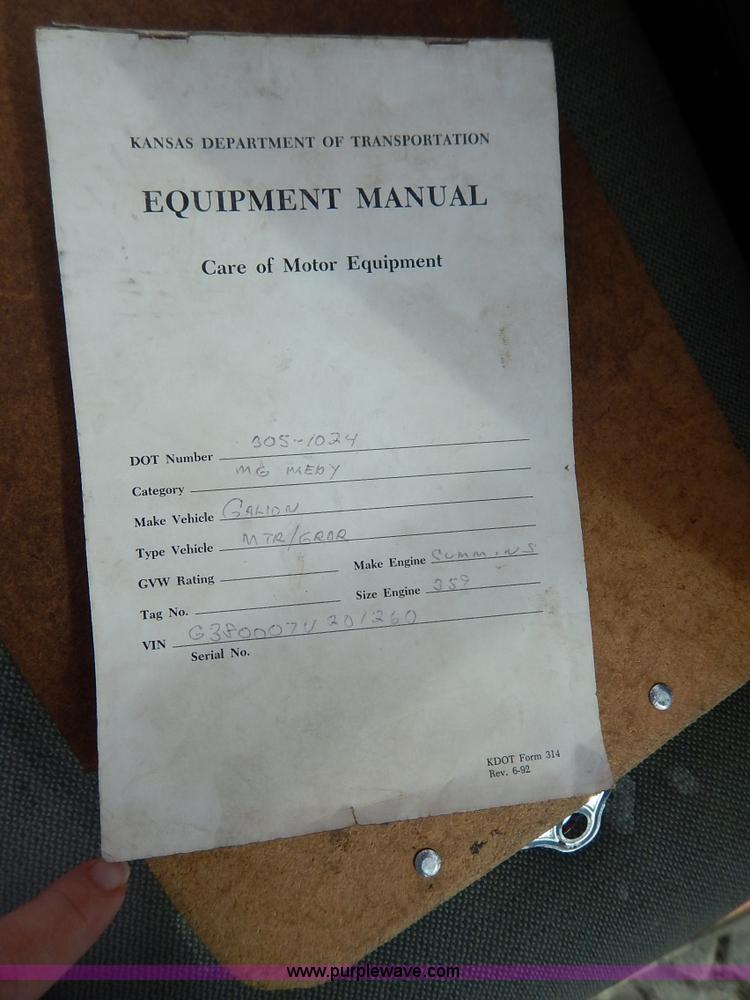 KANSAS DEPARTMENT OF TRANSPORTATION
EQUIPMENT MANUAL
Care of Motor Equipment
DOT Number 305-1024
Category MG MEDY
Make Vehicle GALION
Type Vehicle MTR/GRDR
GVW Rating Make Engine CUMMINS
Tag No. Size Engine 359
VIN
Serial No.
KDOT Form 314
Rev. 6-92
www.purplewave.com